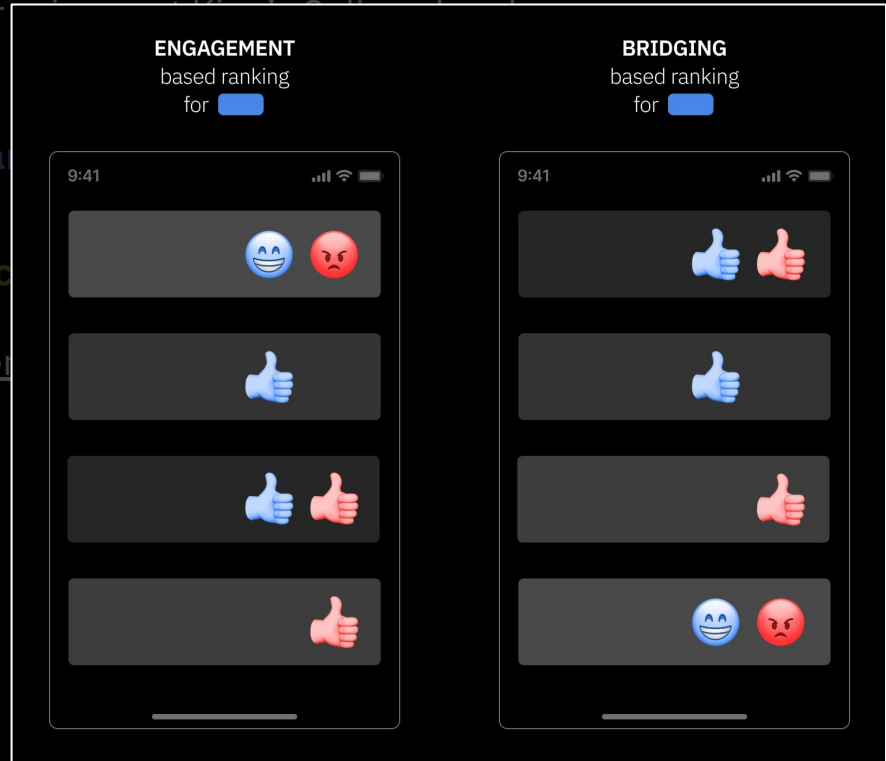 ENGAGEMENT
based ranking
for
BRIDGING
based ranking
for
9:41
9:41